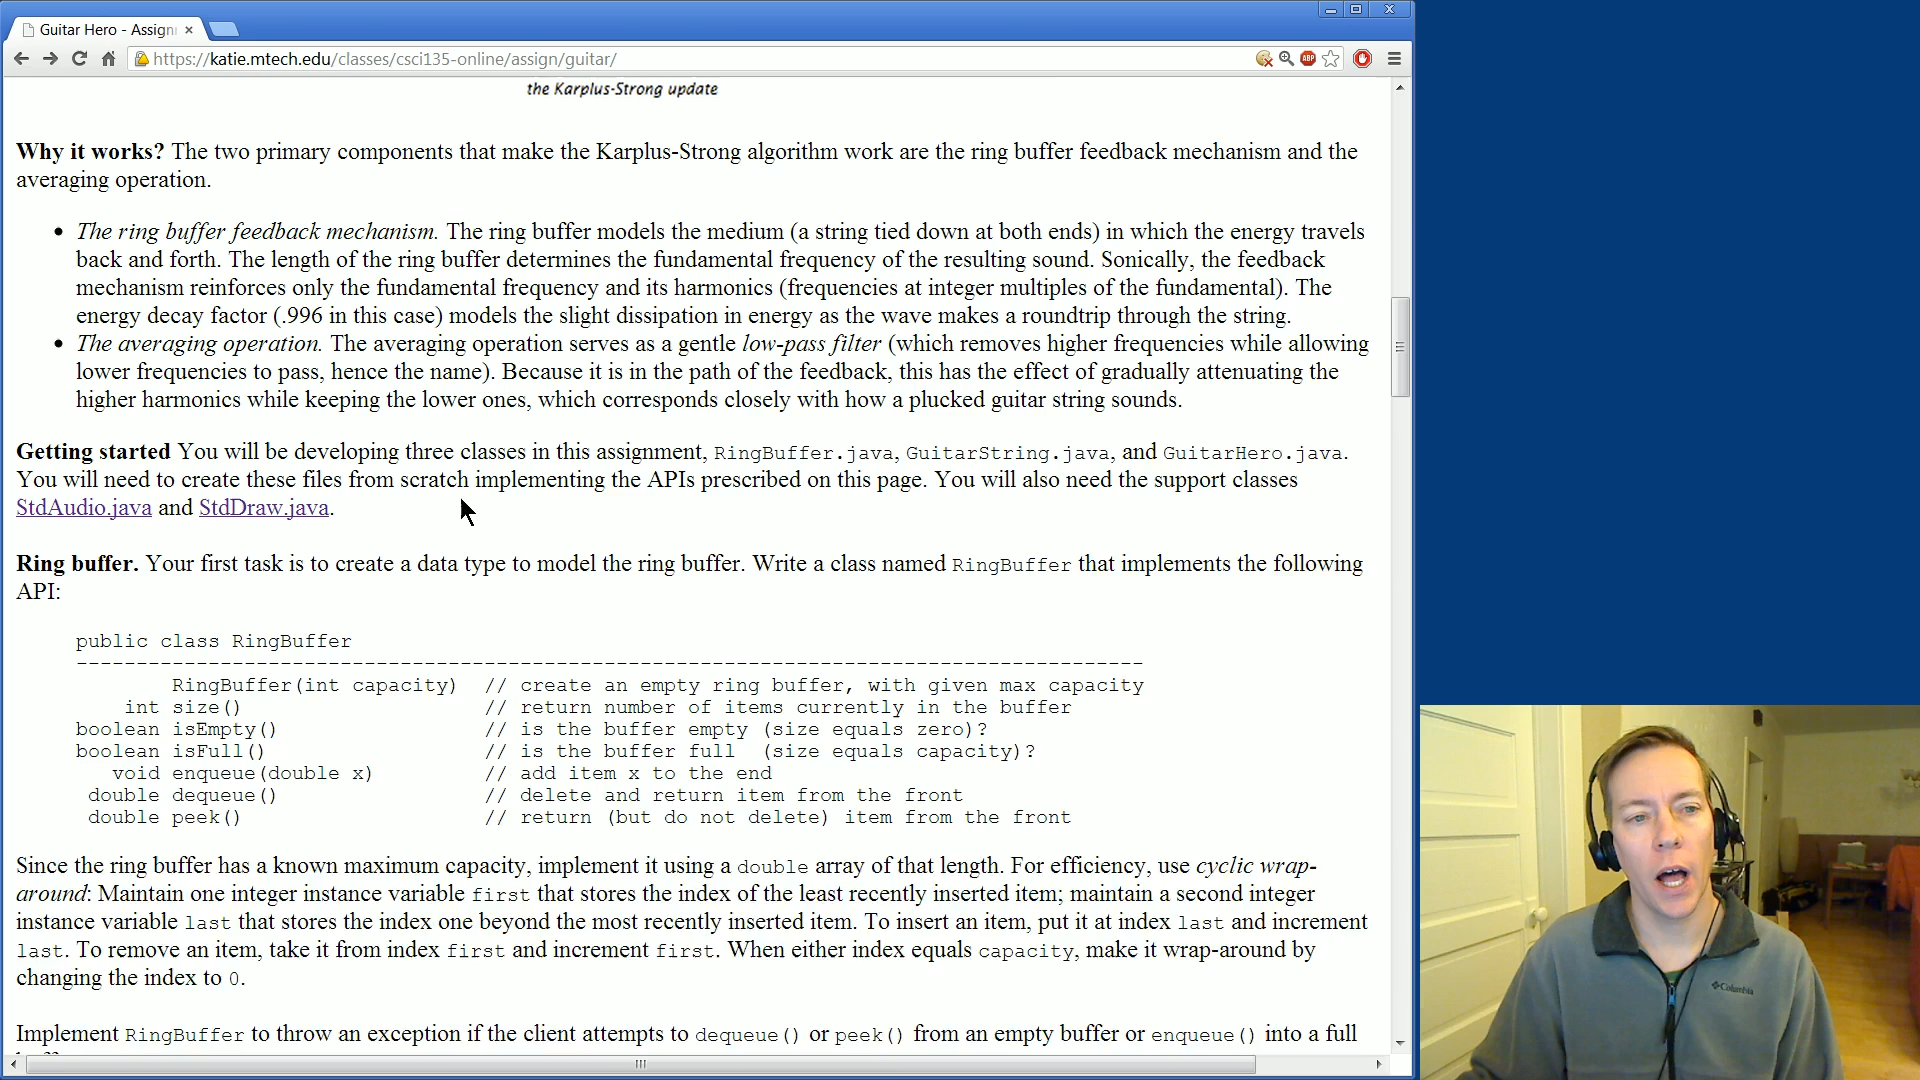 Guitar Hero - Assign
https://katie.mtech.edu/classes/csci135-online/assign/guitar/
ABP
the Karplus-Strong update
Why it works? The two primary components that make the Karplus-Strong algorithm work are the ring buffer feedback mechanism and the
averaging operation.
The ring buffer feedback mechanism. The ring buffer models the medium (a string tied down at both ends) in which the energy travels
back and forth. The length of the ring buffer determines the fundamental frequency of the resulting sound. Sonically, the feedback
mechanism reinforces only the fundamental frequency and its harmonics (frequencies at integer multiples of the fundamental). The
energy decay factor (.996 in this case) models the slight dissipation in energy as the wave makes a roundtrip through the string.
The averaging operation. The averaging operation serves as a gentle low-pass filter (which removes higher frequencies while allowing
lower frequencies to pass, hence the name). Because it is in the path of the feedback, this has the effect of gradually attenuating the
higher harmonics while keeping the lower ones, which corresponds closely with how a plucked guitar string sounds.
Getting started You will be developing three classes in this assignment, RingBuffer.java, GuitarString.java, and GuitarHero.java.
You will need to create these files from scratch implementing the APIs prescribed on this page. You will also need the support classes
StdAudio.java and StdDraw.java.
Ring buffer. Your first task is to create a data type to model the ring buffer. Write a class named RingBuffer that implements the following
API:
public class RingBuffer
-----------------------------------------------------------------------------------------
RingBuffer(int capacity) // create an empty ring buffer, with given max capacity
int size() // return number of items currently in the buffer
boolean isEmpty() // is the buffer empty (size equals zero)?
boolean isFull() // is the buffer full (size equals capacity)?
void enqueue(double x) // add item x to the end
double dequeue() // delete and return item from the front
double peek() // return (but do not delete) item from the front
Since the ring buffer has a known maximum capacity, implement it using a double array of that length. For efficiency, use cyclic wrap-
around: Maintain one integer instance variable first that stores the index of the least recently inserted item; maintain a second integer
instance variable last that stores the index one beyond the most recently inserted item. To insert an item, put it at index last and increment
last. To remove an item, take it from index first and increment first. When either index equals capacity, make it wrap-around by
changing the index to 0.
Implement RingBuffer to throw an exception if the client attempts to dequeue() or peek() from an empty buffer or enqueue() into a full
Columbia